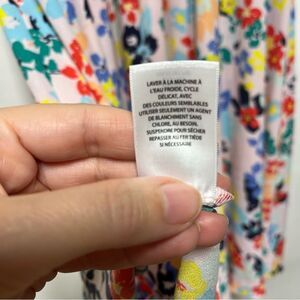 LAVER À LA MACHINE À
L'EAU FROIDE, CYCLE
DÉLICAT, AVEC
DES COULEURS SEMBLABLES
UTILISER SEULEMENT UN AGENT
DE BLANCHIMENT SANS
CHLORE, AU BESOIN.
SUSPENDRE POUR SÉCHER
REPASSER AU FER TIÈDE
SI NÉCESSAIRE